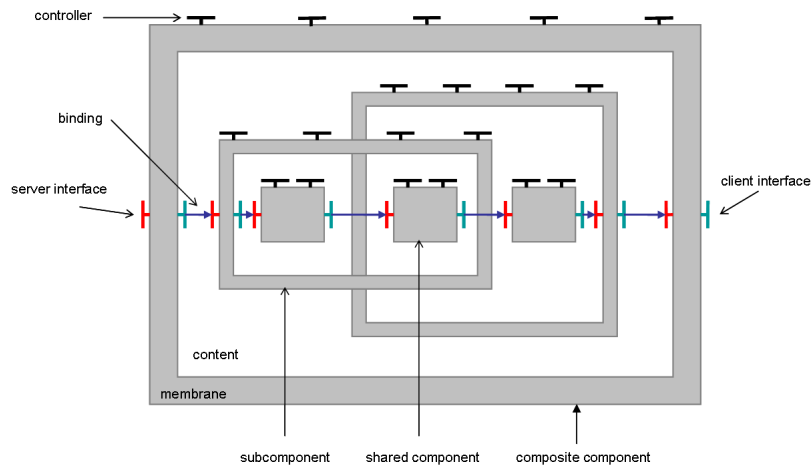 controller
binding
server interface
client interface
content
membrane
subcomponent
shared component
composite component